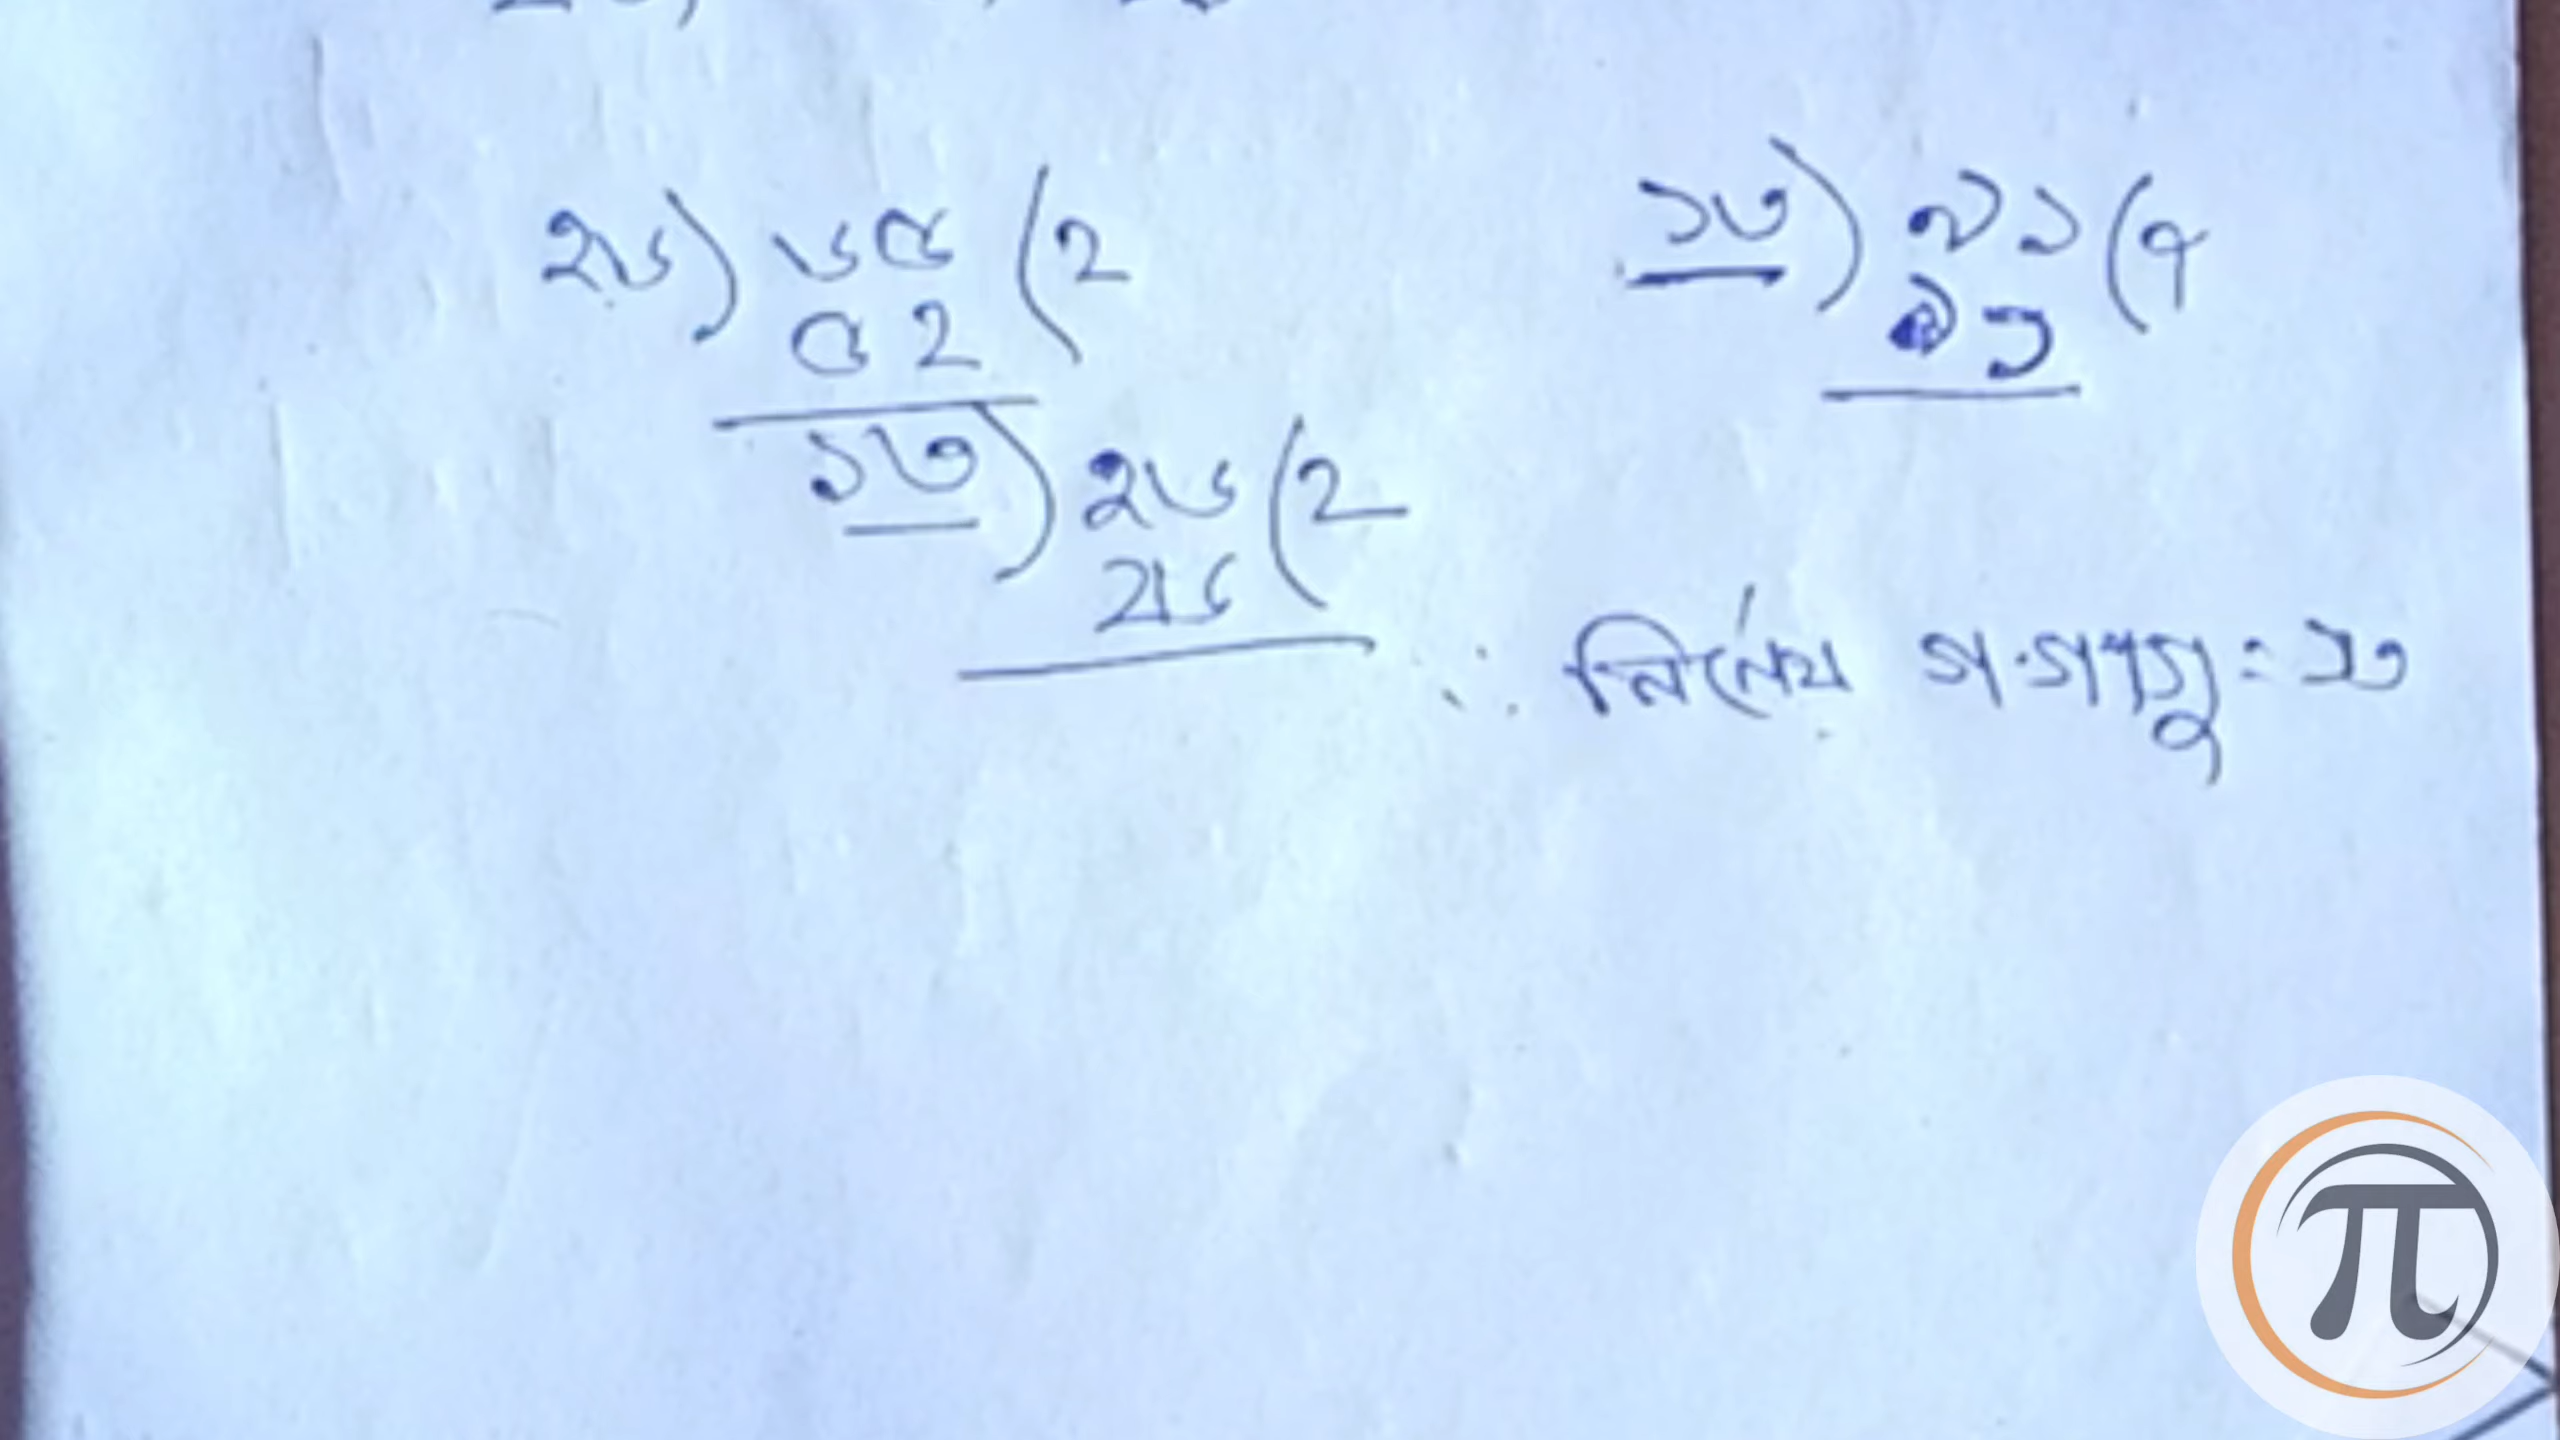 ২৬) ৬৫ (2
৫2
১৩) ২৬ (2
২৬
১৩) ৯১ (৭
৯১
∴ নির্ণেয় গ.সা.গু = ১৩
π